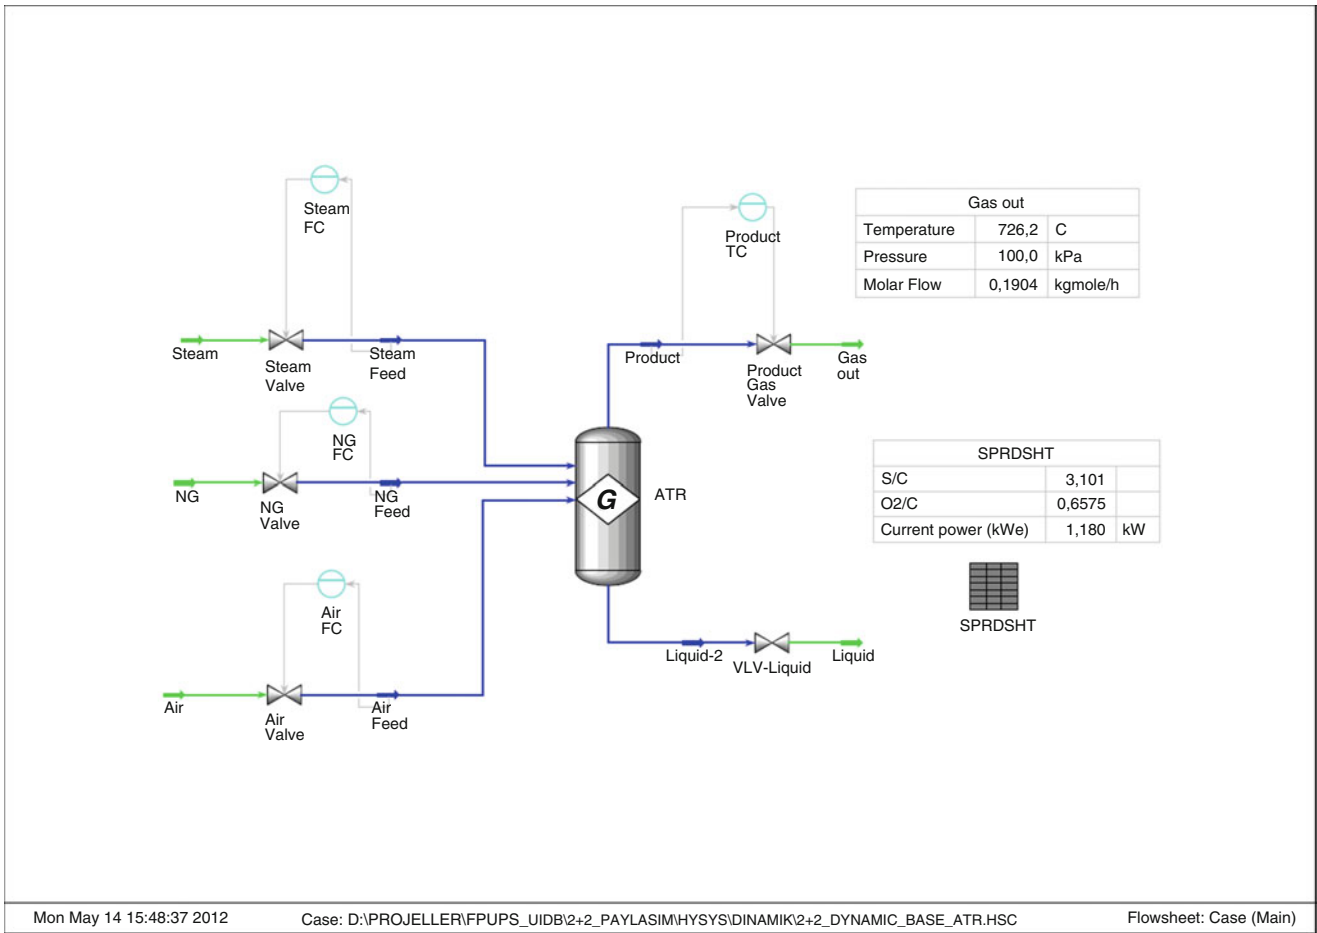 Steam
FC
Product
TC
Gas out
Temperature 726,2 C
Pressure 100,0 kPa
Molar Flow 0,1904 kgmole/h
Steam
Steam
Valve
Steam
Feed
Product
Product
Gas
Valve
Gas
out
NG
FC
NG
NG
Valve
NG
Feed
G
ATR
SPRDSHT
S/C 3,101
O2/C 0,6575
Current power (kWe) 1,180 kW
SPRDSHT
Air
FC
Liquid-2
VLV-Liquid
Liquid
Air
Air
Valve
Air
Feed
Mon May 14 15:48:37 2012 Case: D:\PROJELLER\FPUPS_UIDB\2+2_PAYLASIM\HYSYS\DINAMIK\2+2_DYNAMIC_BASE_ATR.HSC Flowsheet: Case (Main)